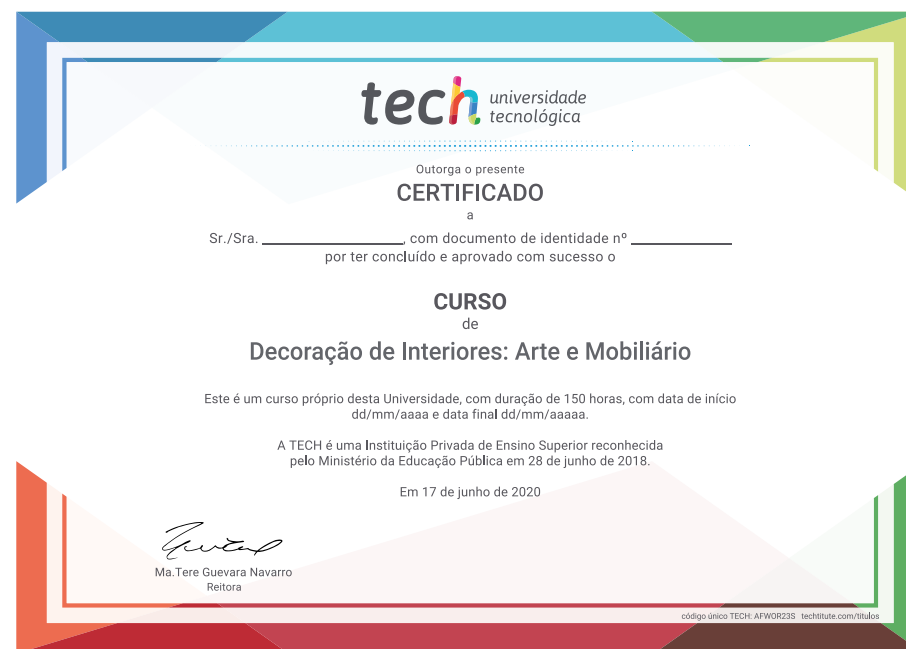 tech universidade
tecnológica
Outorga o presente
CERTIFICADO
a
Sr./Sra. ____________________, com documento de identidade nº ______________
por ter concluído e aprovado com sucesso o
CURSO
de
Decoração de Interiores: Arte e Mobiliário
Este é um curso próprio desta Universidade, com duração de 150 horas, com data de início
dd/mm/aaaa e data final dd/mm/aaaaa.
A TECH é uma Instituição Privada de Ensino Superior reconhecida
pelo Ministério da Educação Pública em 28 de junho de 2018.
Em 17 de junho de 2020
Ma.Tere Guevara Navarro
Reitora
código único TECH: AFWOR23S techtitute.com/titulos